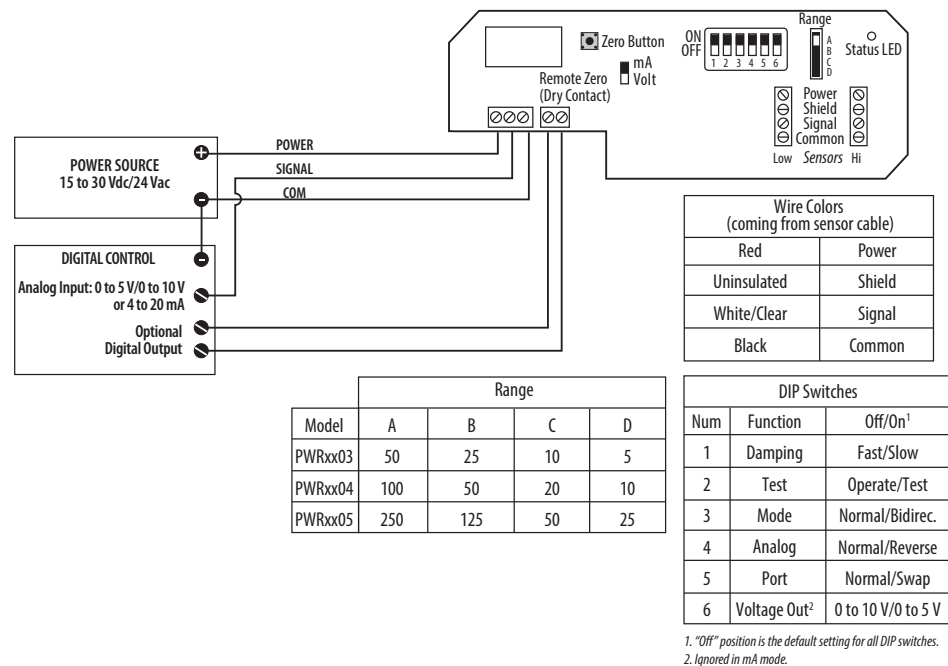 Range
Zero Button
ON
OFF
1 2 3 4 5 6
A
B
C
D
Status LED
mA
Volt
Remote Zero
(Dry Contact)
Power
Shield
Signal
Common
Low Sensors Hi
POWER SOURCE
15 to 30 Vdc/24 Vac
POWER
SIGNAL
COM
DIGITAL CONTROL
Analog Input: 0 to 5 V/0 to 10 V
or 4 to 20 mA
Optional
Digital Output
Wire Colors
(coming from sensor cable)
Red Power
Uninsulated Shield
White/Clear Signal
Black Common
Range
Model A B C D
PWRxx03 50 25 10 5
PWRxx04 100 50 20 10
PWRxx05 250 125 50 25
DIP Switches
Num Function Off/On¹
1 Damping Fast/Slow
2 Test Operate/Test
3 Mode Normal/Bidirec.
4 Analog Normal/Reverse
5 Port Normal/Swap
6 Voltage Out² 0 to 10 V/0 to 5 V
1. "Off" position is the default setting for all DIP switches.
2. Ignored in mA mode.